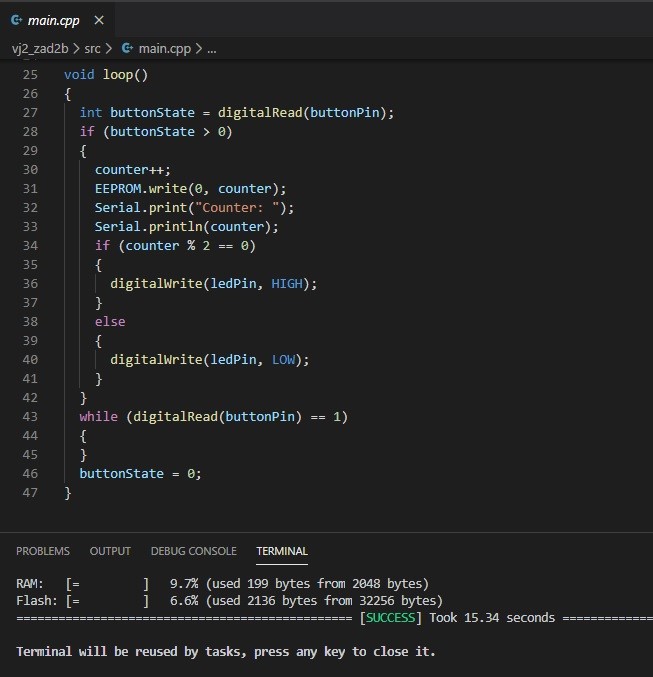 main.cpp ×
vj2_zad2b > src > main.cpp > ...
25 void loop()
26 {
27   int buttonState = digitalRead(buttonPin);
28   if (buttonState > 0)
29   {
30     counter++;
31     EEPROM.write(0, counter);
32     Serial.print("Counter: ");
33     Serial.println(counter);
34     if (counter % 2 == 0)
35     {
36       digitalWrite(ledPin, HIGH);
37     }
38     else
39     {
40       digitalWrite(ledPin, LOW);
41     }
42   }
43   while (digitalRead(buttonPin) == 1)
44   {
45   }
46   buttonState = 0;
47 }
PROBLEMS OUTPUT DEBUG CONSOLE TERMINAL
RAM:   [=         ]   9.7% (used 199 bytes from 2048 bytes)
Flash: [=         ]   6.6% (used 2136 bytes from 32256 bytes)
================================================ [SUCCESS] Took 15.34 seconds =============
Terminal will be reused by tasks, press any key to close it.